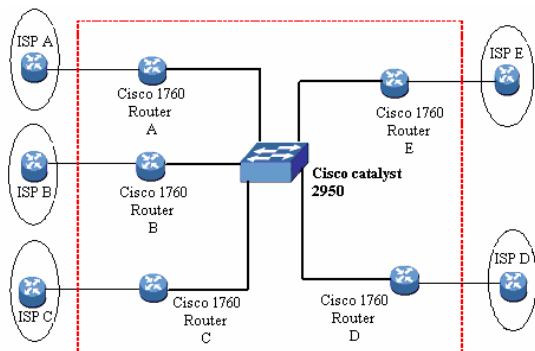 ISP A
Cisco 1760
Router
A
ISP B
Cisco 1760
Router
B
ISP C
Cisco 1760
Router
C
Cisco catalyst
2950
ISP E
Cisco 1760
Router
E
ISP D
Cisco 1760
Router
D